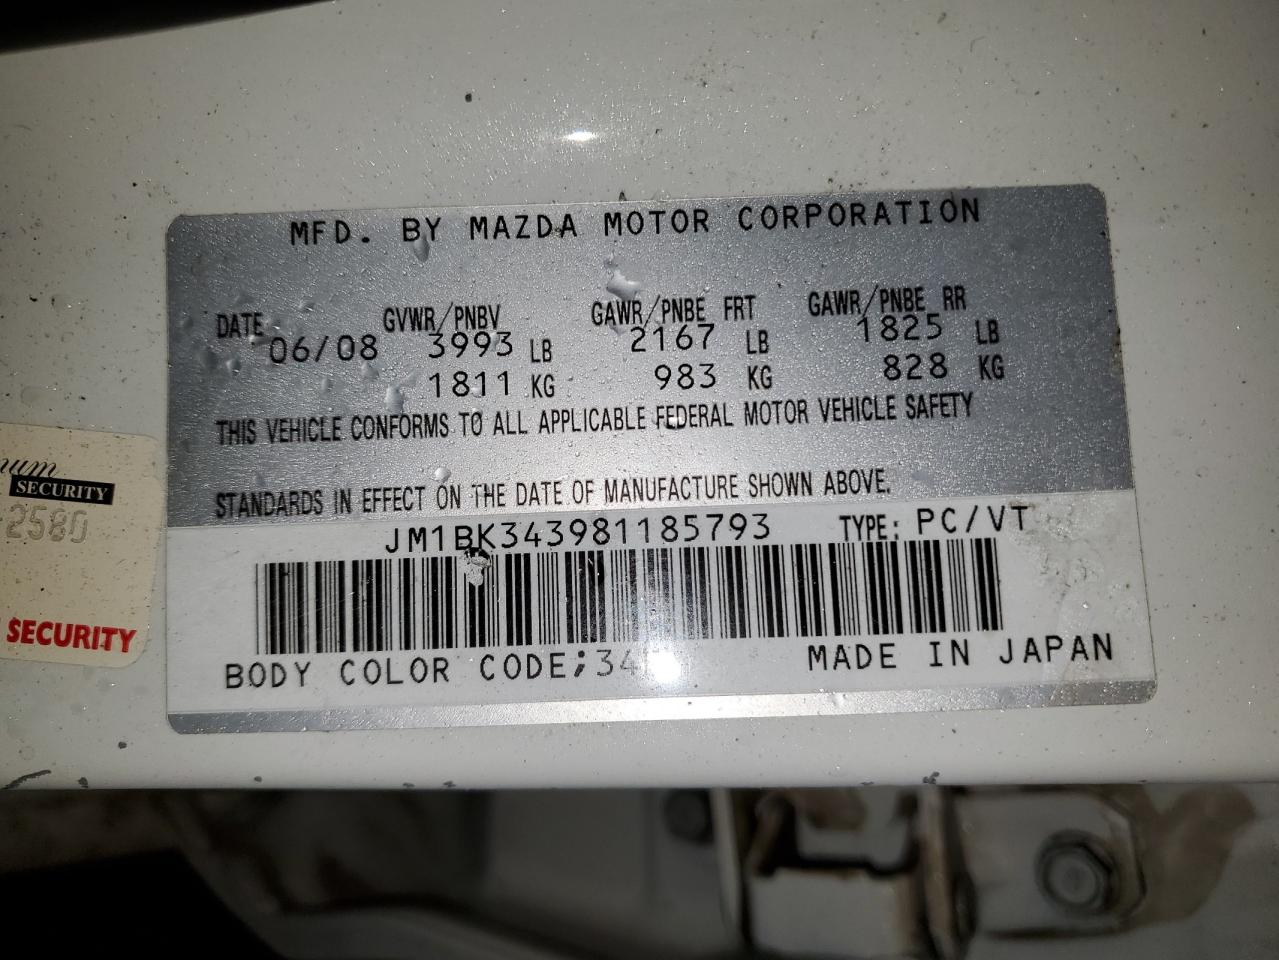 MFD. BY MAZDA MOTOR CORPORATION
DATE GVWR/PNBV GAWR/PNBE FRT GAWR/PNBE RR
06/08 3993 LB 2167 LB 1825 LB
1811 KG 983 KG 828 KG
THIS VEHICLE CONFORMS TO ALL APPLICABLE FEDERAL MOTOR VEHICLE SAFETY
STANDARDS IN EFFECT ON THE DATE OF MANUFACTURE SHOWN ABOVE.
JM1BK343981185793 TYPE: PC/VT
BODY COLOR CODE; MADE IN JAPAN
num
SECURITY
2580
SECURITY